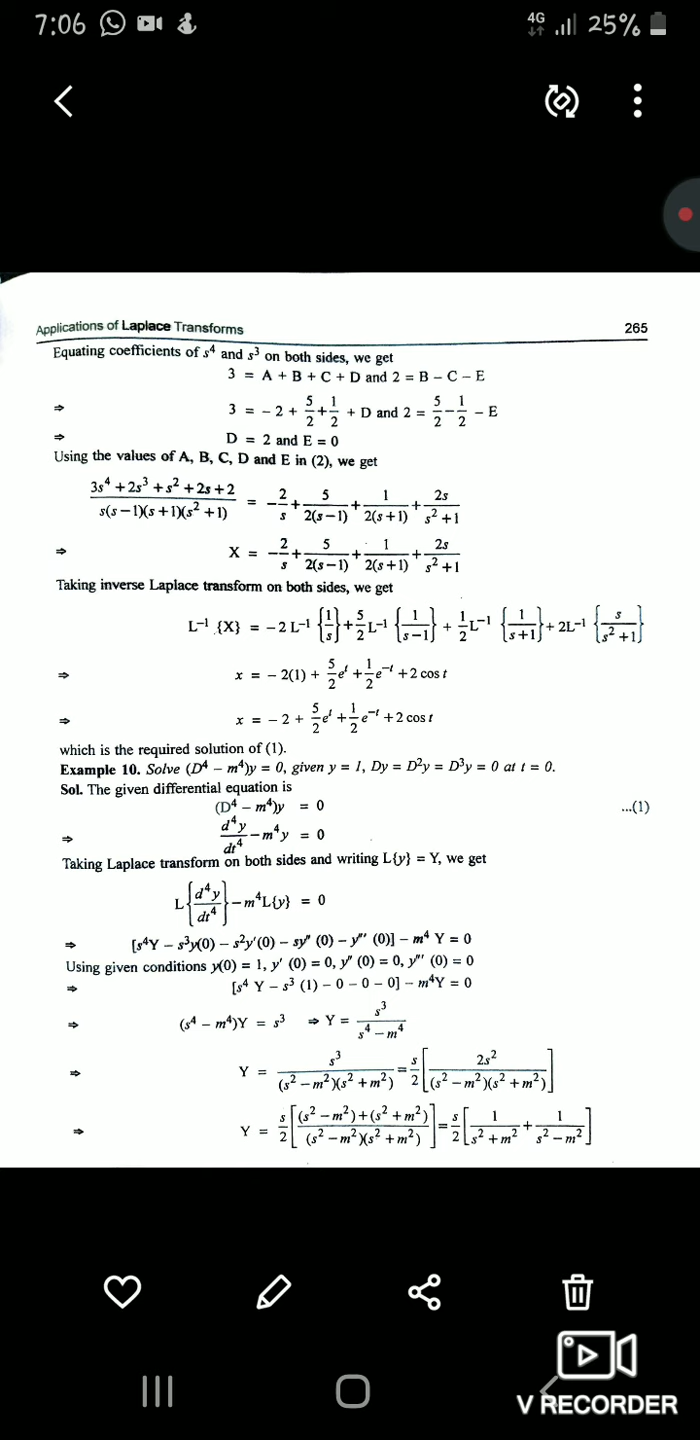 7:06 4G 25%
Applications of Laplace Transforms 265
Equating coefficients of s⁴ and s³ on both sides, we get
3 = A + B + C + D and 2 = B – C – E
⇒ 3 = – 2 + 5/2 + 1/2 + D and 2 = 5/2 – 1/2 – E
⇒ D = 2 and E = 0
Using the values of A, B, C, D and E in (2), we get
(3s⁴ + 2s³ + s² + 2s + 2)/(s(s – 1)(s + 1)(s² + 1)) = – 2/s + 5/(2(s – 1)) + 1/(2(s + 1)) + 2s/(s² + 1)
⇒ X = – 2/s + 5/(2(s – 1)) + 1/(2(s + 1)) + 2s/(s² + 1)
Taking inverse Laplace transform on both sides, we get
L⁻¹ {X} = – 2 L⁻¹ {1/s} + 5/2 L⁻¹ {1/(s – 1)} + 1/2 L⁻¹ {1/(s + 1)} + 2L⁻¹ {s/(s² + 1)}
⇒ x = – 2(1) + 5/2 eᵗ + 1/2 e⁻ᵗ + 2 cos t
⇒ x = – 2 + 5/2 eᵗ + 1/2 e⁻ᵗ + 2 cos t
which is the required solution of (1).
Example 10. Solve (D⁴ – m⁴)y = 0, given y = 1, Dy = D²y = D³y = 0 at t = 0.
Sol. The given differential equation is
(D⁴ – m⁴)y = 0 ...(1)
⇒ d⁴y/dt⁴ – m⁴y = 0
Taking Laplace transform on both sides and writing L{y} = Y, we get
L{d⁴y/dt⁴} – m⁴L{y} = 0
⇒ [s⁴Y – s³y(0) – s²y′(0) – sy″ (0) – y‴ (0)] – m⁴ Y = 0
Using given conditions y(0) = 1, y′ (0) = 0, y″ (0) = 0, y‴ (0) = 0
⇒ [s⁴ Y – s³ (1) – 0 – 0 – 0] – m⁴Y = 0
⇒ (s⁴ – m⁴)Y = s³ ⇒ Y = s³/(s⁴ – m⁴)
⇒ Y = s³/((s² – m²)(s² + m²)) = s/2 [2s²/((s² – m²)(s² + m²))]
⇒ Y = s/2 [((s² – m²) + (s² + m²))/((s² – m²)(s² + m²))] = s/2 [1/(s² + m²) + 1/(s² – m²)]
V RECORDER